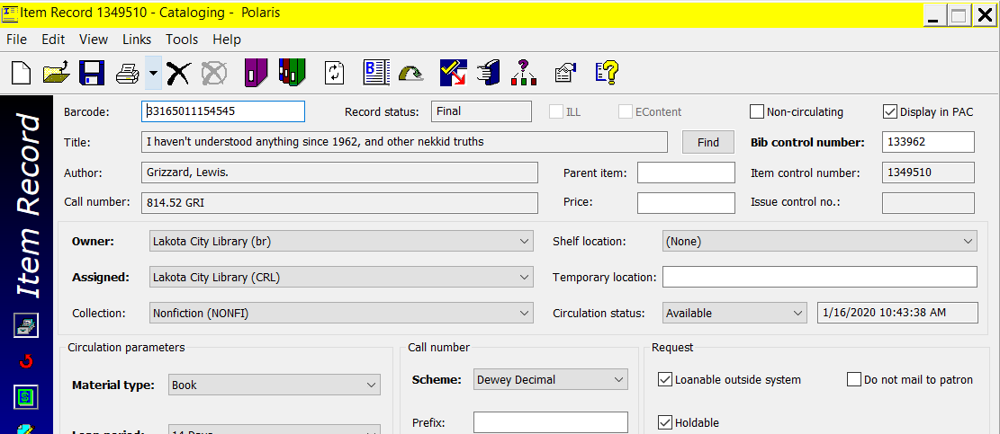 Item Record 1349510 - Cataloging - Polaris
File Edit View Links Tools Help
Barcode: 33165011154545 Record status: Final ILL EContent Non-circulating Display in PAC
Title: I haven't understood anything since 1962, and other nekkid truths Find Bib control number: 133962
Author: Grizzard, Lewis. Parent item: Item control number: 1349510
Call number: 814.52 GRI Price: Issue control no.:
Item Record
Owner: Lakota City Library (br) Shelf location: (None)
Assigned: Lakota City Library (CRL) Temporary location:
Collection: Nonfiction (NONFI) Circulation status: Available 1/16/2020 10:43:38 AM
Circulation parameters Call number Request
Material type: Book Scheme: Dewey Decimal Loanable outside system Do not mail to patron
Loan period: 14 Days Prefix: Holdable